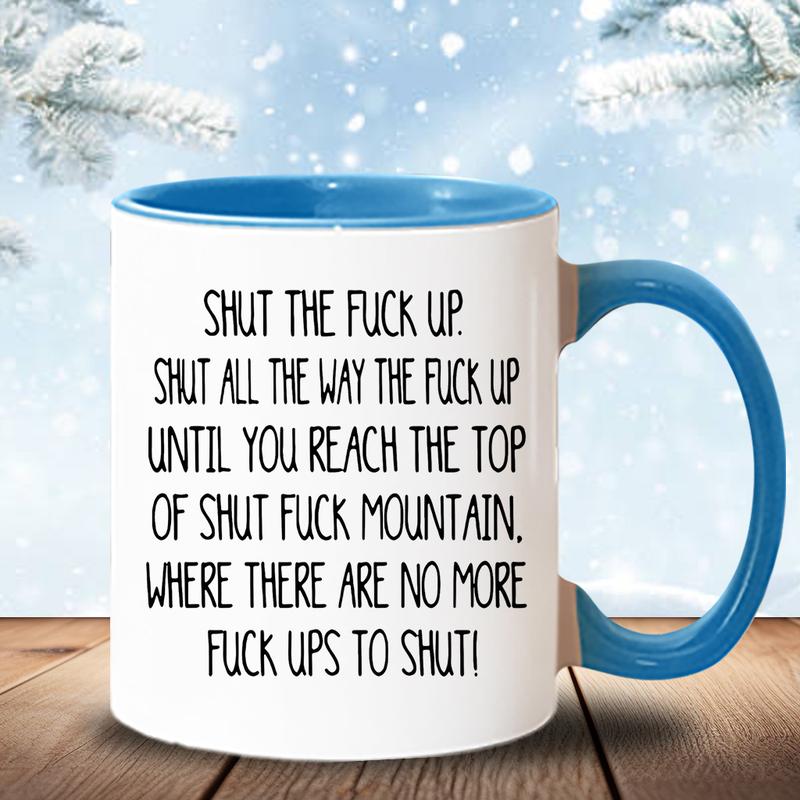 SHUT THE FUCK UP.
SHUT ALL THE WAY THE FUCK UP
UNTIL YOU REACH THE TOP
OF SHUT FUCK MOUNTAIN,
WHERE THERE ARE NO MORE
FUCK UPS TO SHUT!